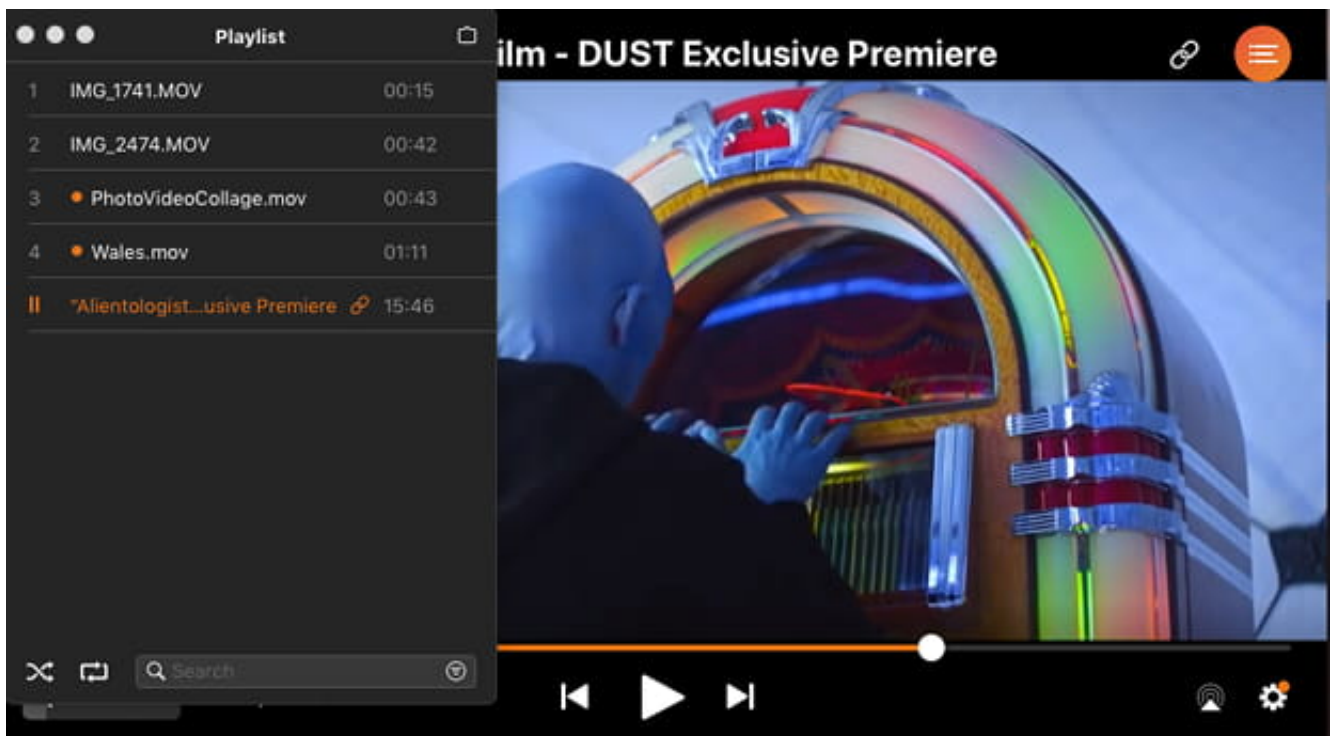 Playlist
ilm - DUST Exclusive Premiere
1 IMG_1741.MOV 00:15
2 IMG_2474.MOV 00:42
3 PhotoVideoCollage.mov 00:43
4 Wales.mov 01:11
"Alientologist...usive Premiere 15:46
Search